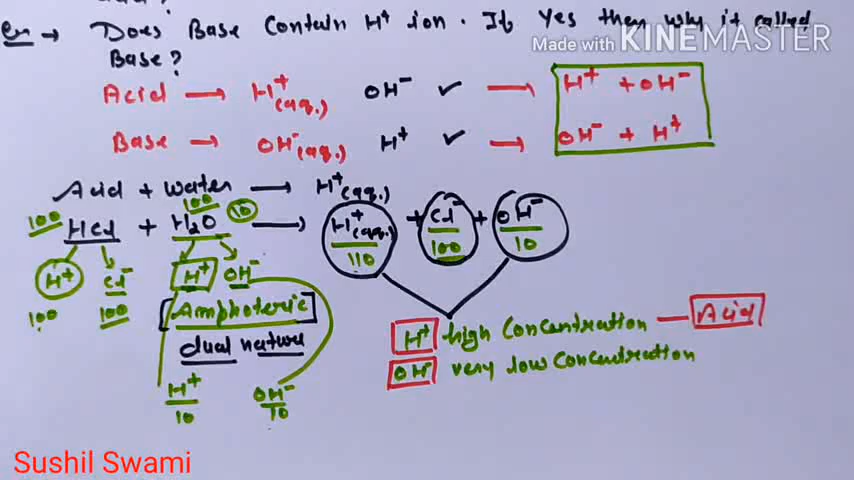 Does Base Contain H+ ion. If Yes then why it called
Base?
Made with KINEMASTER
Acid → H+(aq.) OH- ✓ → H+ + OH-
Base → OH-(aq.) H+ ✓ → OH- + H+
Acid + water → H+(aq.)
100 HCl + 100 H2O 10 → H+(aq.) 110 + Cl- 100 + OH- 10
H+ Cl- H+ OH-
100 100
[Amphoteric]
dual nature
H+ high Concentration — Acid
OH- very low Concentration
H+ OH-
10 10
Sushil Swami